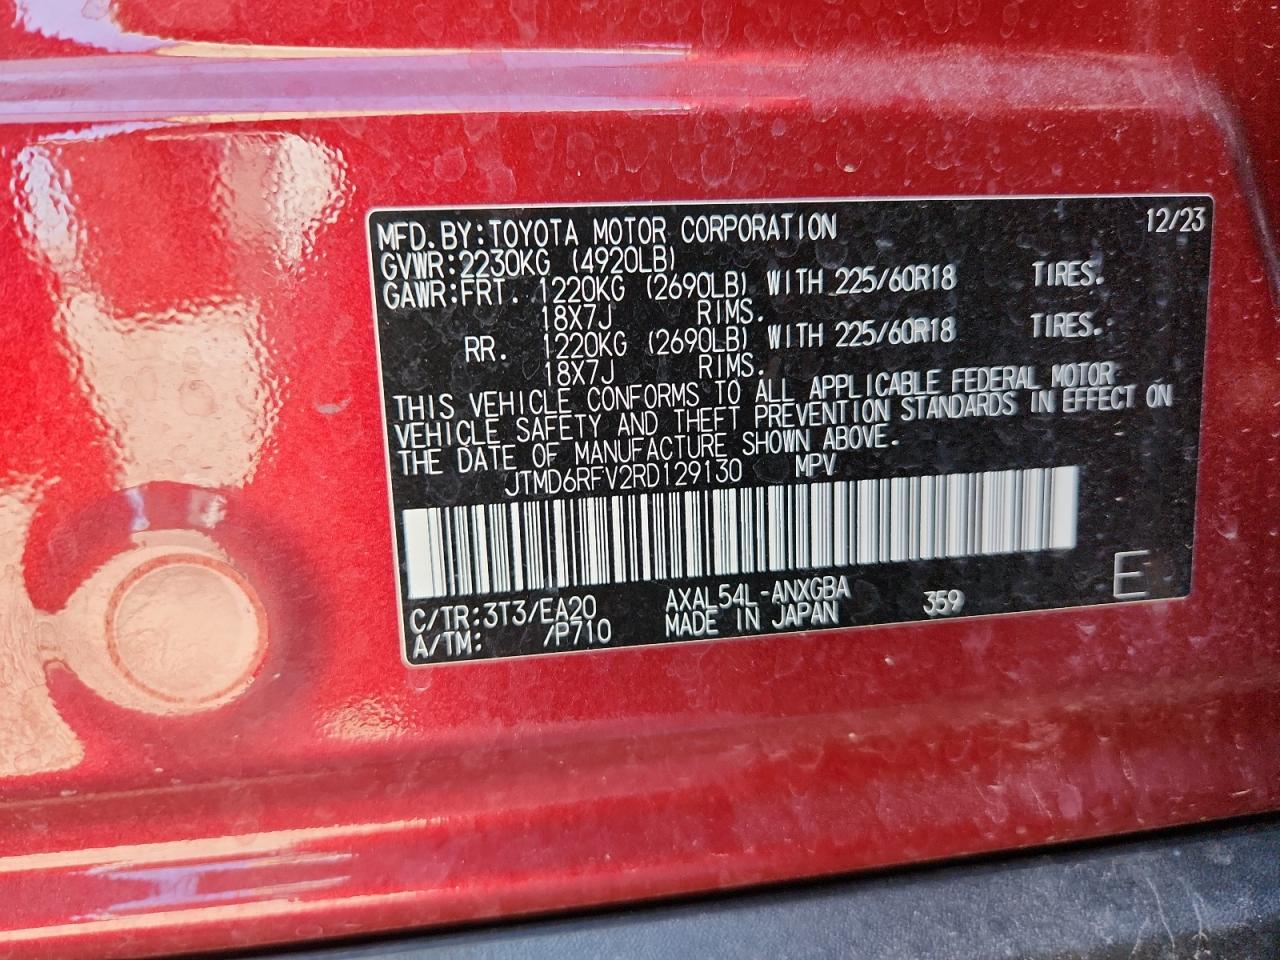 MFD.BY:TOYOTA MOTOR CORPORATION 12/23
GVWR:2230KG (4920LB)
GAWR:FRT. 1220KG (2690LB) WITH 225/60R18 TIRES.
18X7J RIMS.
RR. 1220KG (2690LB) WITH 225/60R18 TIRES.
18X7J RIMS.
THIS VEHICLE CONFORMS TO ALL APPLICABLE FEDERAL MOTOR
VEHICLE SAFETY AND THEFT PREVENTION STANDARDS IN EFFECT ON
THE DATE OF MANUFACTURE SHOWN ABOVE.
JTMD6RFV2RD129130 MPV
C/TR:3T3/EA20 AXAL54L-ANXGBA 359 E
A/TM: /P710 MADE IN JAPAN